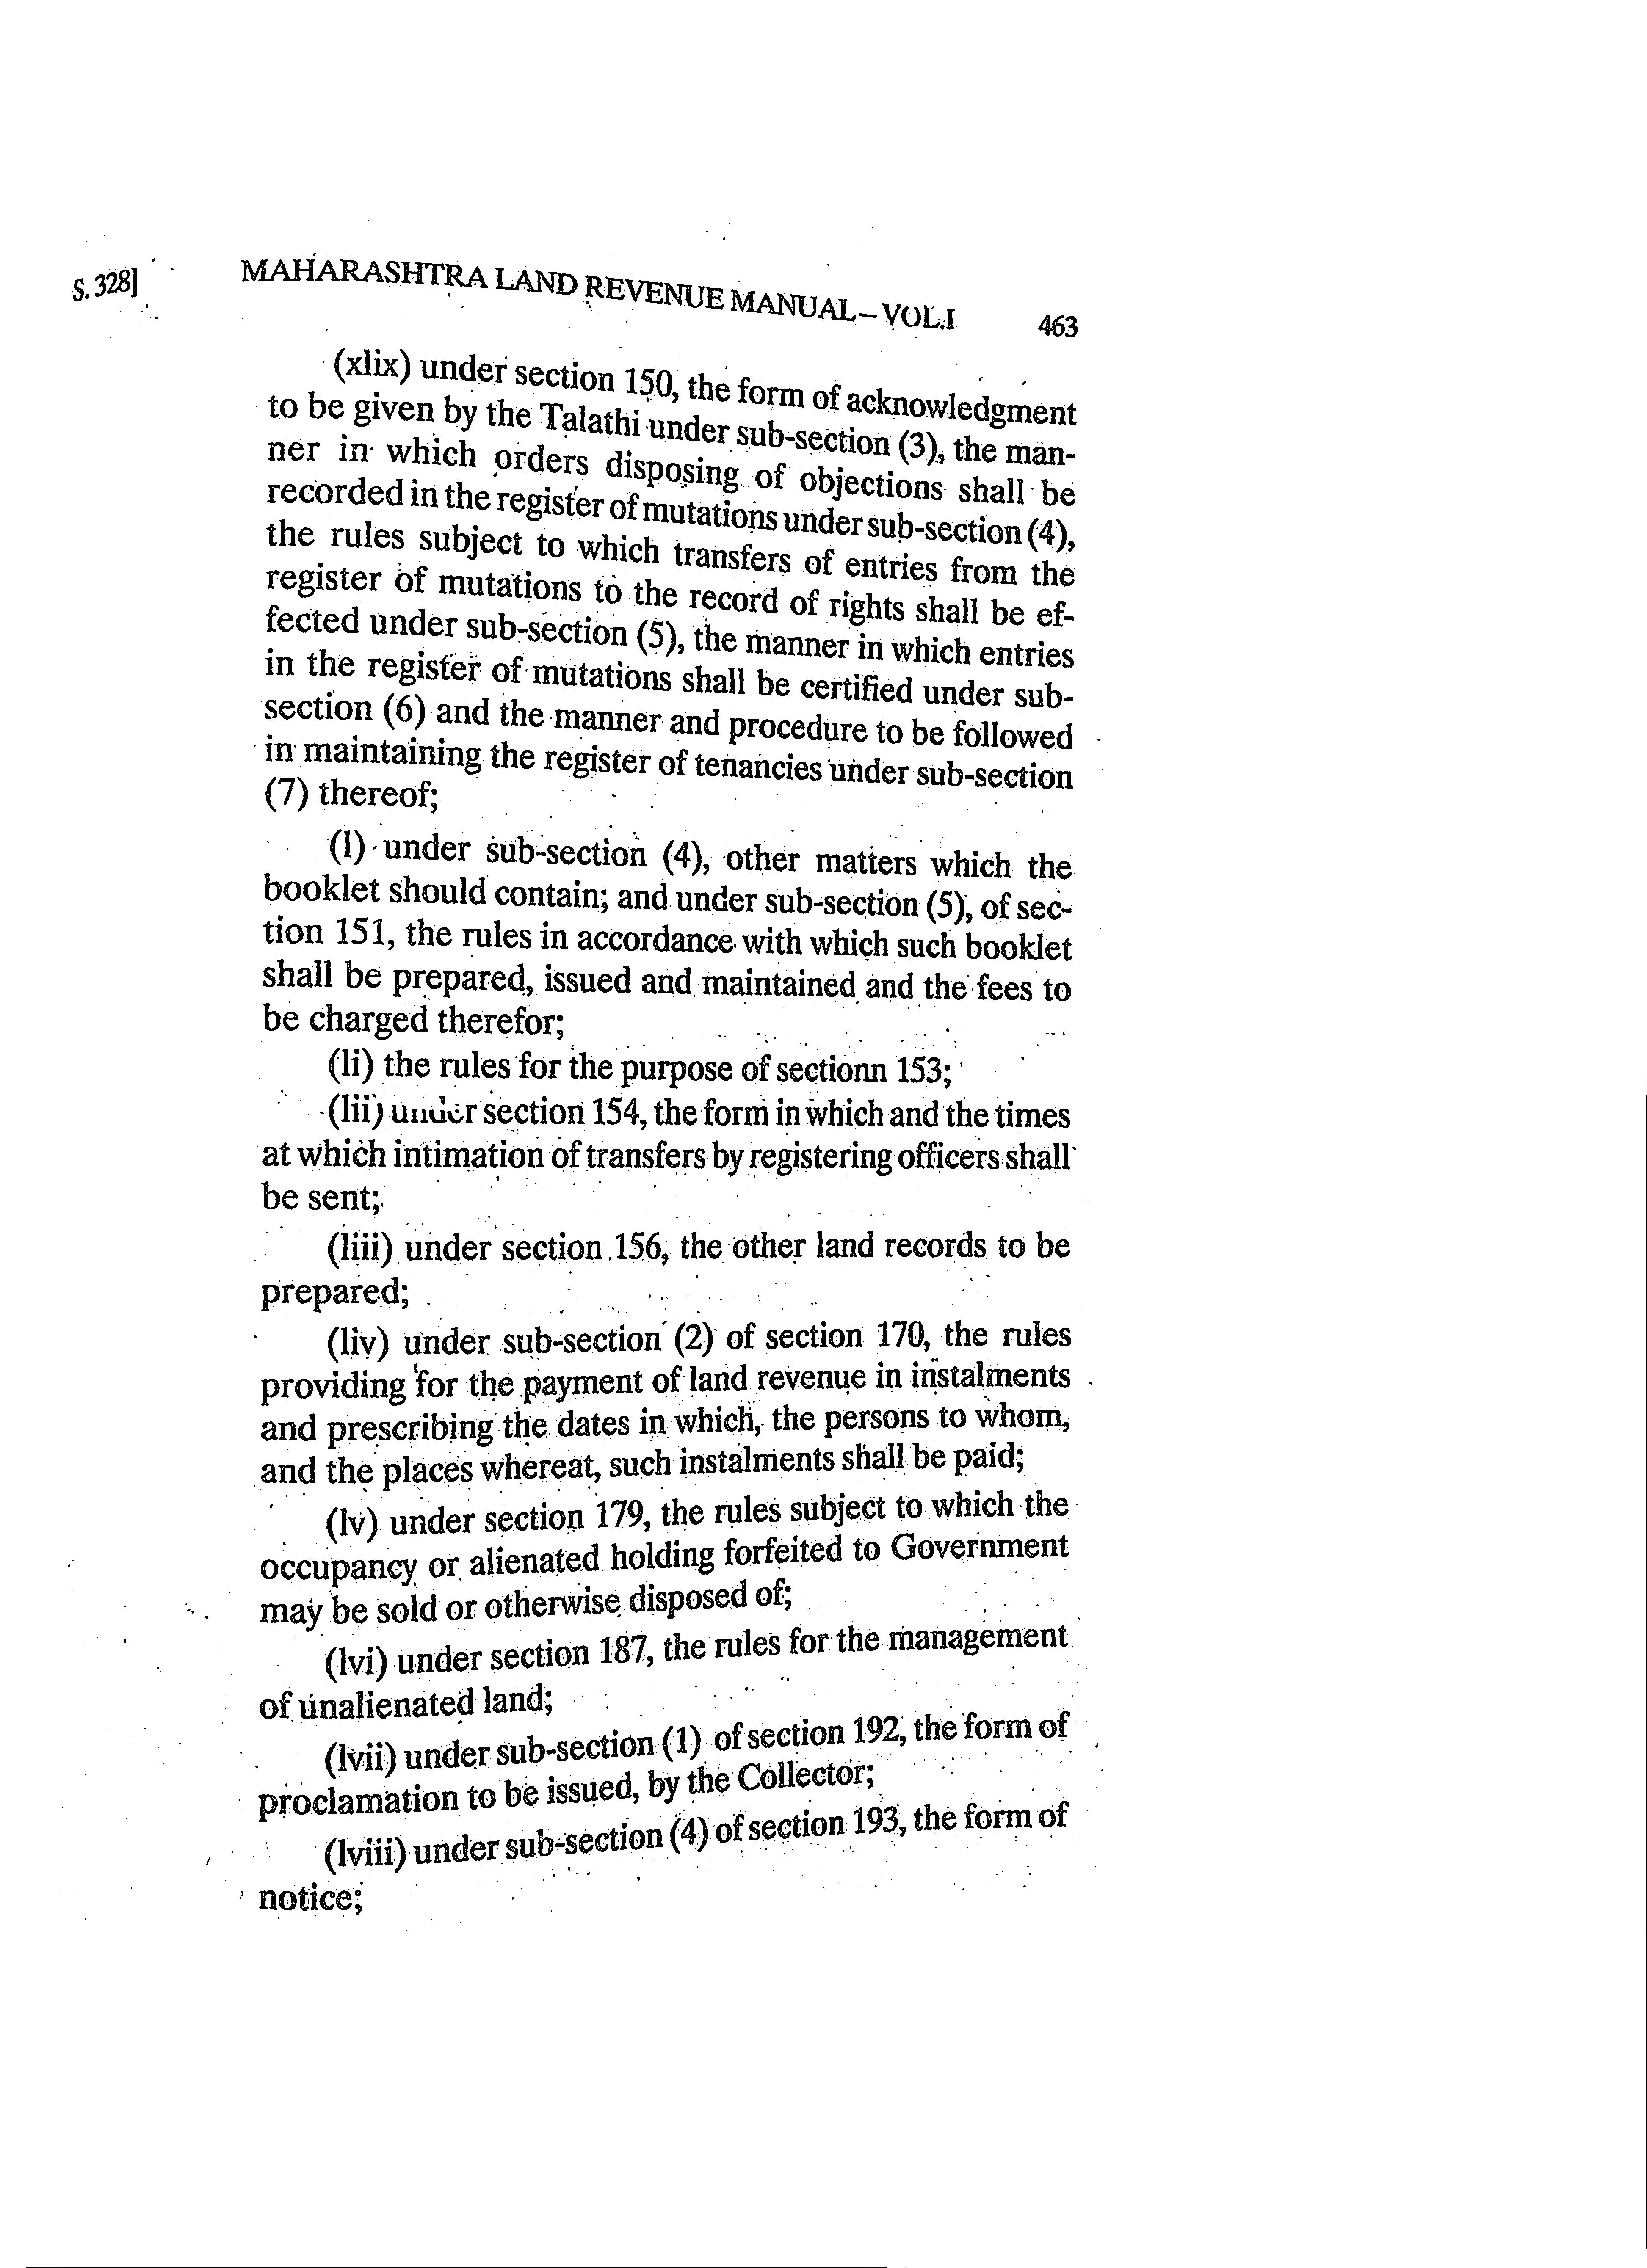 S. 328] MAHARASHTRA LAND REVENUE MANUAL – VOL.I 463
(xlix) under section 150, the form of acknowledgment
to be given by the Talathi under sub-section (3), the man-
ner in which orders disposing of objections shall be
recorded in the register of mutations under sub-section (4),
the rules subject to which transfers of entries from the
register of mutations to the record of rights shall be ef-
fected under sub-section (5), the manner in which entries
in the register of mutations shall be certified under sub-
section (6) and the manner and procedure to be followed
in maintaining the register of tenancies under sub-section
(7) thereof;
(l) under sub-section (4), other matters which the
booklet should contain; and under sub-section (5), of sec-
tion 151, the rules in accordance with which such booklet
shall be prepared, issued and maintained and the fees to
be charged therefor;
(li) the rules for the purpose of sectionn 153;
(lii) under section 154, the form in which and the times
at which intimation of transfers by registering officers shall
be sent;
(liii) under section 156, the other land records to be
prepared;
(liv) under sub-section (2) of section 170, the rules
providing for the payment of land revenue in instalments
and prescribing the dates in which, the persons to whom,
and the places whereat, such instalments shall be paid;
(lv) under section 179, the rules subject to which the
occupancy or alienated holding forfeited to Government
may be sold or otherwise disposed of;
(lvi) under section 187, the rules for the management
of unalienated land;
(lvii) under sub-section (1) of section 192, the form of
proclamation to be issued, by the Collector;
(lviii) under sub-section (4) of section 193, the form of
notice;